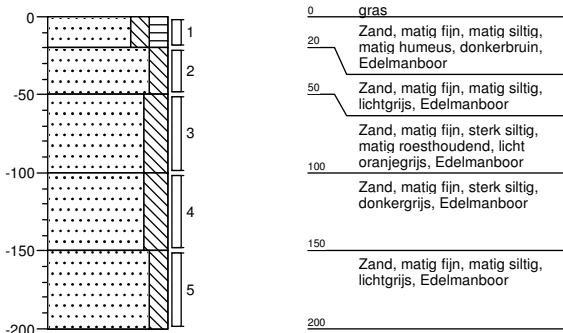 0
-50
-100
-150
-200
1
2
3
4
5
0 gras
Zand, matig fijn, matig siltig,
matig humeus, donkerbruin,
Edelmanboor
20
Zand, matig fijn, matig siltig,
lichtgrijs, Edelmanboor
50
Zand, matig fijn, sterk siltig,
matig roesthoudend, licht
oranjegrijs, Edelmanboor
100
Zand, matig fijn, sterk siltig,
donkergrijs, Edelmanboor
150
Zand, matig fijn, matig siltig,
lichtgrijs, Edelmanboor
200